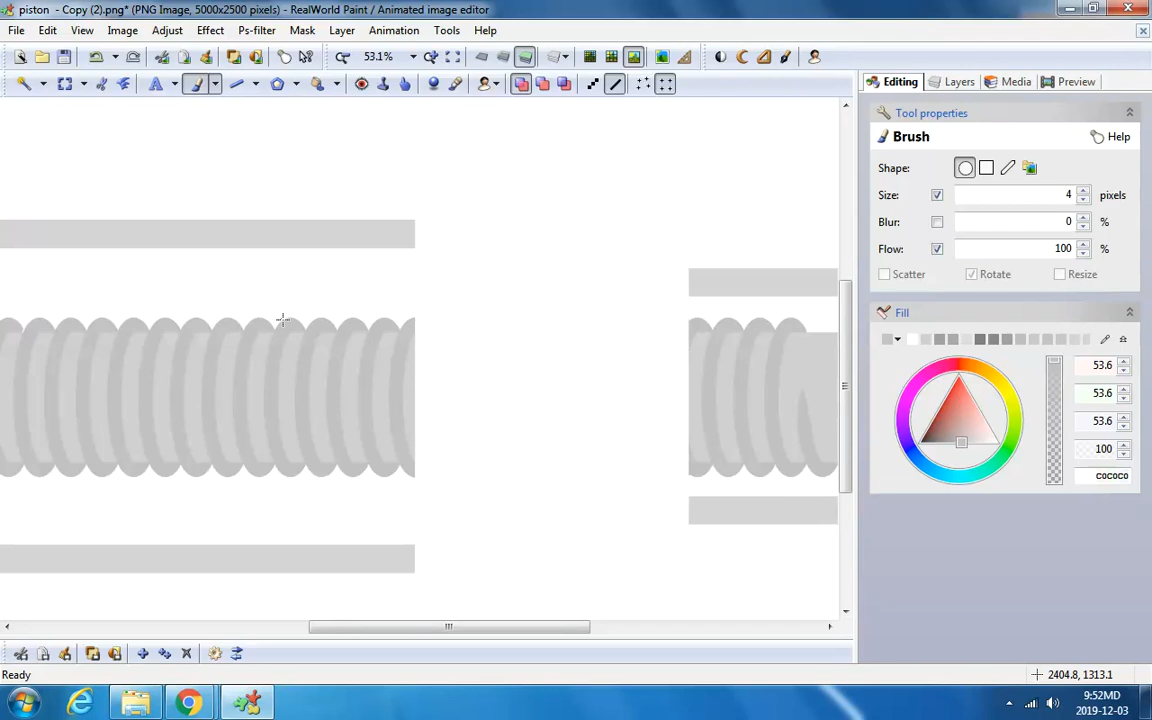 piston - Copy (2).png* (PNG Image, 5000x2500 pixels) - RealWorld Paint / Animated image editor
File Edit View Image Adjust Effect Ps-filter Mask Layer Animation Tools Help
53.1%
Editing Layers Media Preview
Tool properties
Brush Help
Shape:
Size: 4 pixels
Blur: 0 %
Flow: 100 %
Scatter Rotate Resize
Fill
53.6
53.6
53.6
100
cococo
Ready 2404.8, 1313.1
9:52MD
2019-12-03